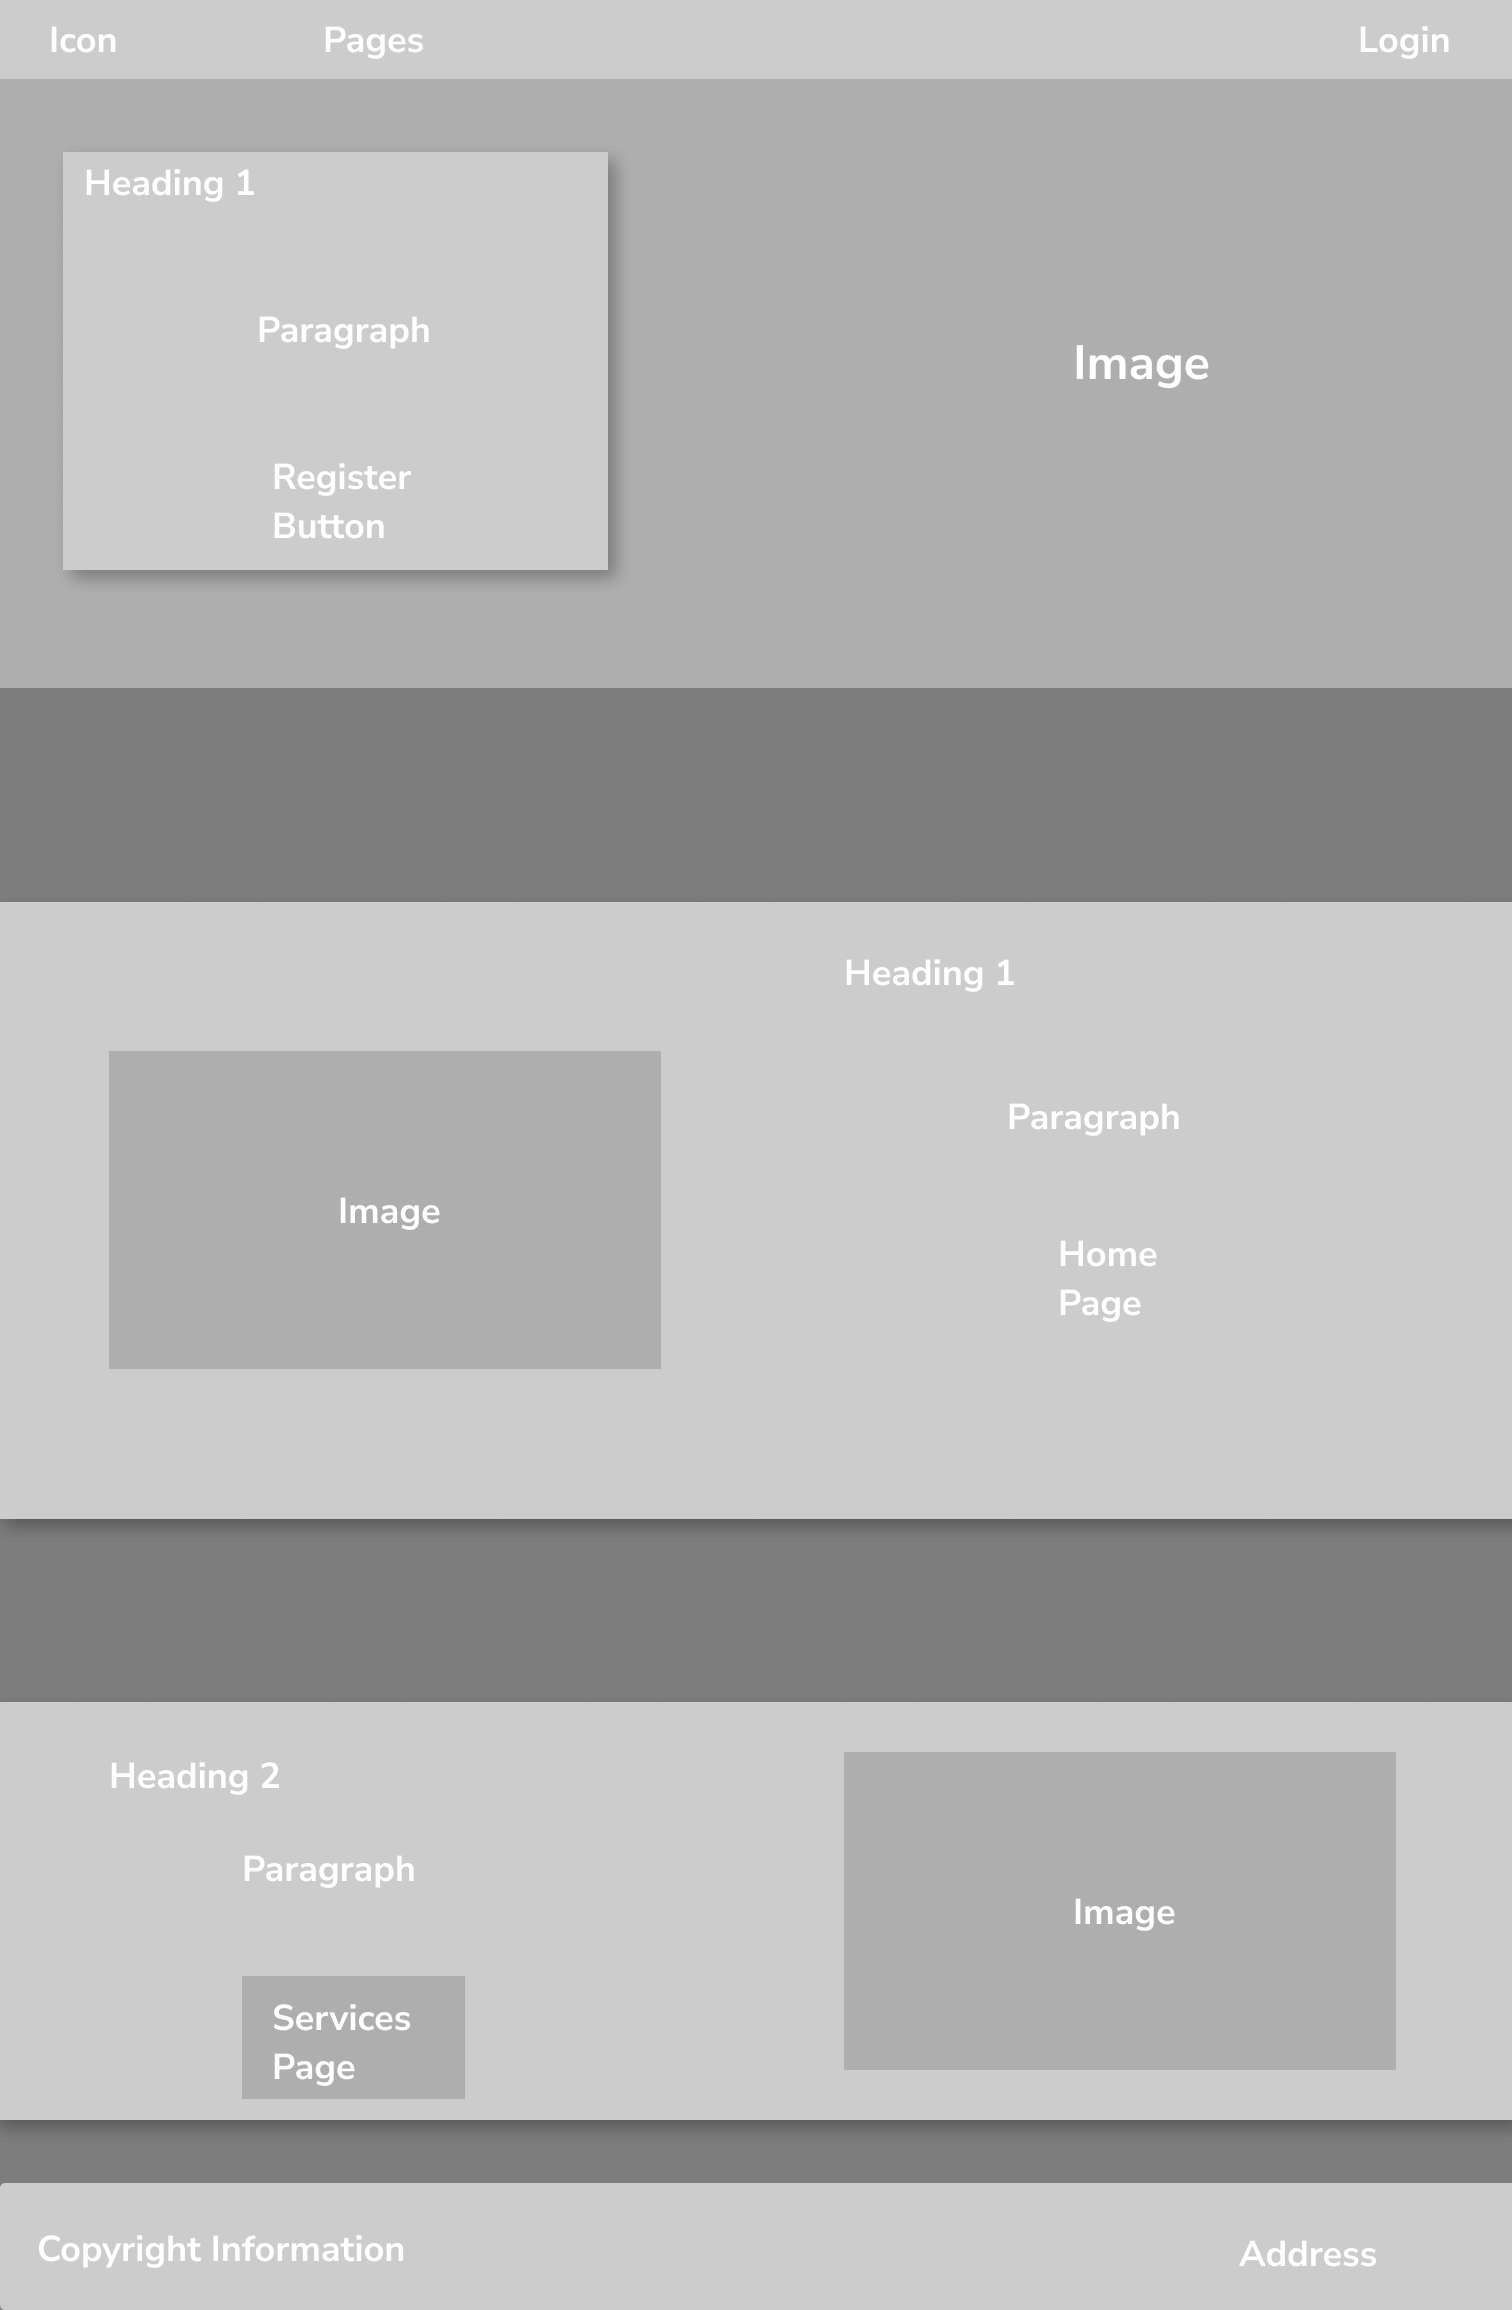 Icon
Pages
Login
Heading 1
Paragraph
Register
Button
Image
Heading 1
Paragraph
Home
Page
Image
Heading 2
Paragraph
Services
Page
Image
Copyright Information
Address